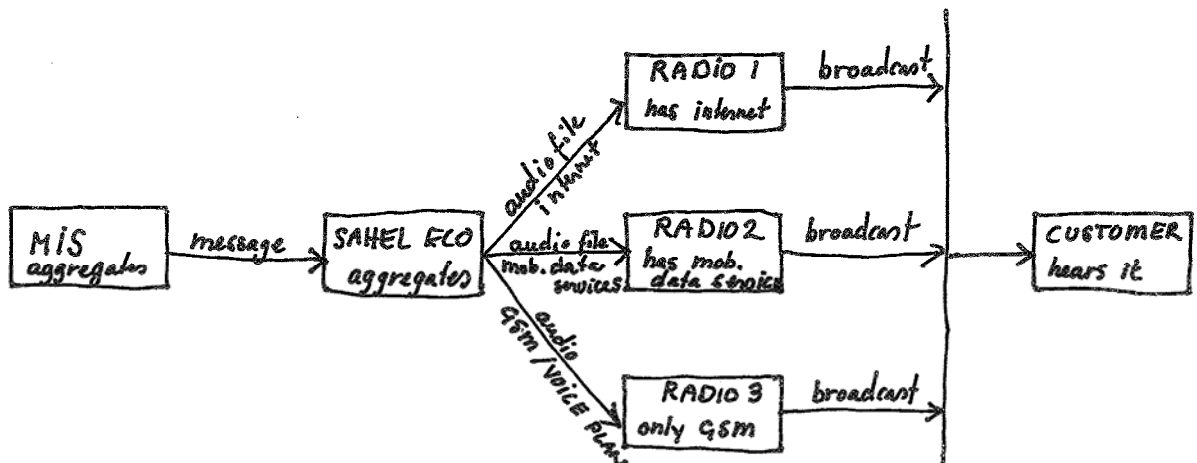 MIS
aggregates
message
SAHEL ECO
aggregates
audio file
internet
audio file
mob. data
services
audio
GSM/VOICE
RADIO 1
has internet
broadcast
RADIO 2
has mob.
data service
broadcast
RADIO 3
only GSM
broadcast
CUSTOMER
hears it